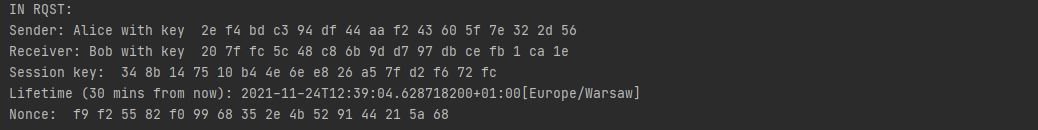 IN RQST:
Sender: Alice with key  2e f4 bd c3 94 df 44 aa f2 43 60 5f 7e 32 2d 56
Receiver: Bob with key  20 7f fc 5c 48 c8 6b 9d d7 97 db ce fb 1 ca 1e
Session key:  34 8b 14 75 10 b4 4e 6e e8 26 a5 7f d2 f6 72 fc
Lifetime (30 mins from now): 2021-11-24T12:39:04.628718200+01:00[Europe/Warsaw]
Nonce:  f9 f2 55 82 f0 99 68 35 2e 4b 52 91 44 21 5a 68